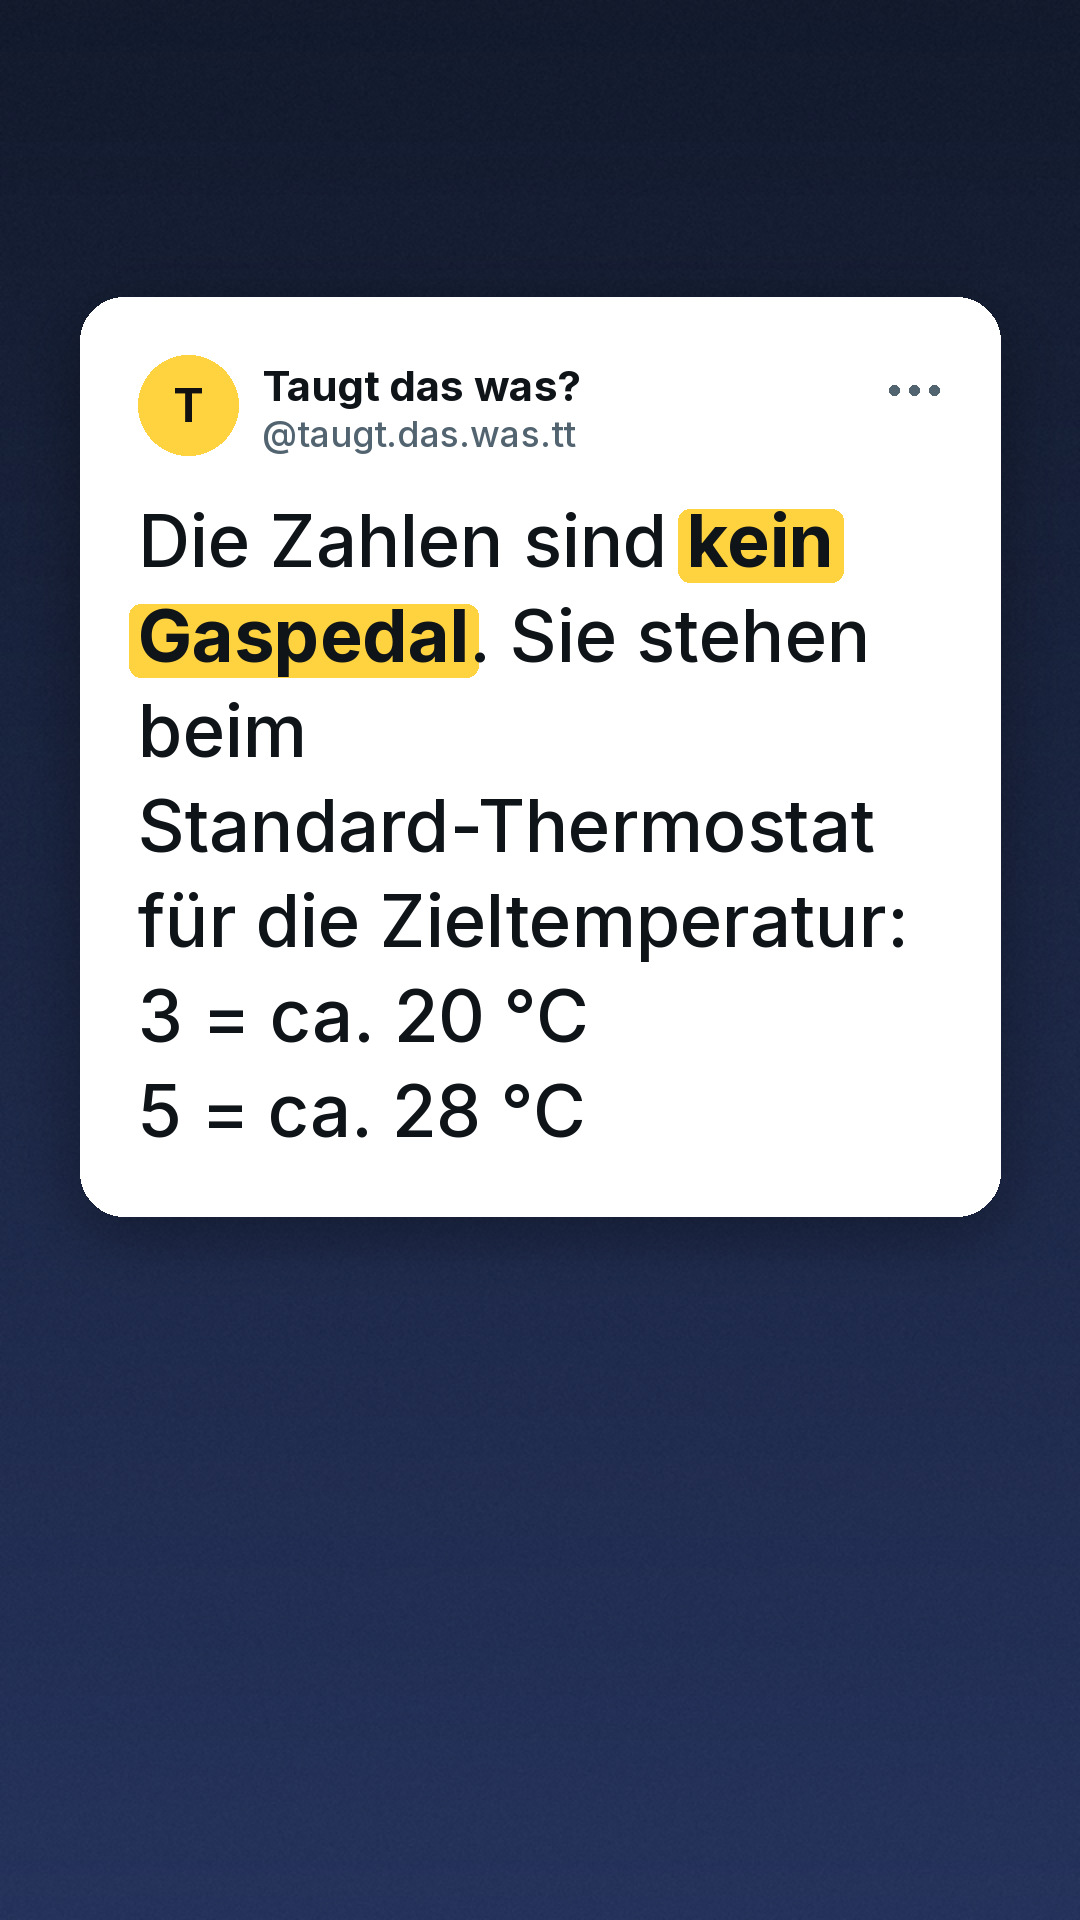 T
Taugt das was?
@taugt.das.was.tt
Die Zahlen sind kein
Gaspedal. Sie stehen
beim
Standard-Thermostat
für die Zieltemperatur:
3 = ca. 20 °C
5 = ca. 28 °C